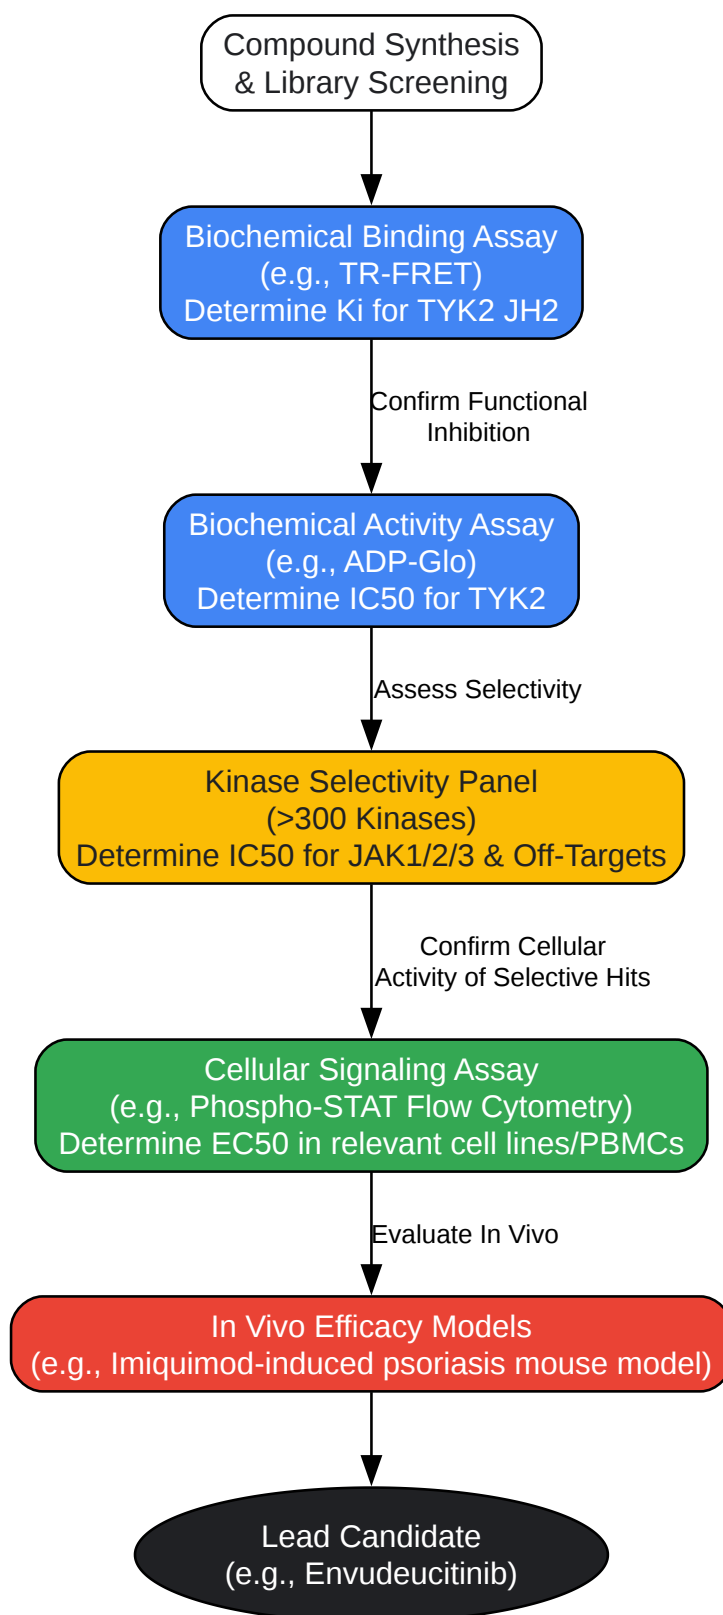 Compound Synthesis
& Library Screening
Biochemical Binding Assay
(e.g., TR-FRET)
Determine Ki for TYK2 JH2
Confirm Functional
Inhibition
Biochemical Activity Assay
(e.g., ADP-Glo)
Determine IC50 for TYK2
Assess Selectivity
Kinase Selectivity Panel
(>300 Kinases)
Determine IC50 for JAK1/2/3 & Off-Targets
Confirm Cellular
Activity of Selective Hits
Cellular Signaling Assay
(e.g., Phospho-STAT Flow Cytometry)
Determine EC50 in relevant cell lines/PBMCs
Evaluate In Vivo
In Vivo Efficacy Models
(e.g., Imiquimod-induced psoriasis mouse model)
Lead Candidate
(e.g., Envudeucitinib)